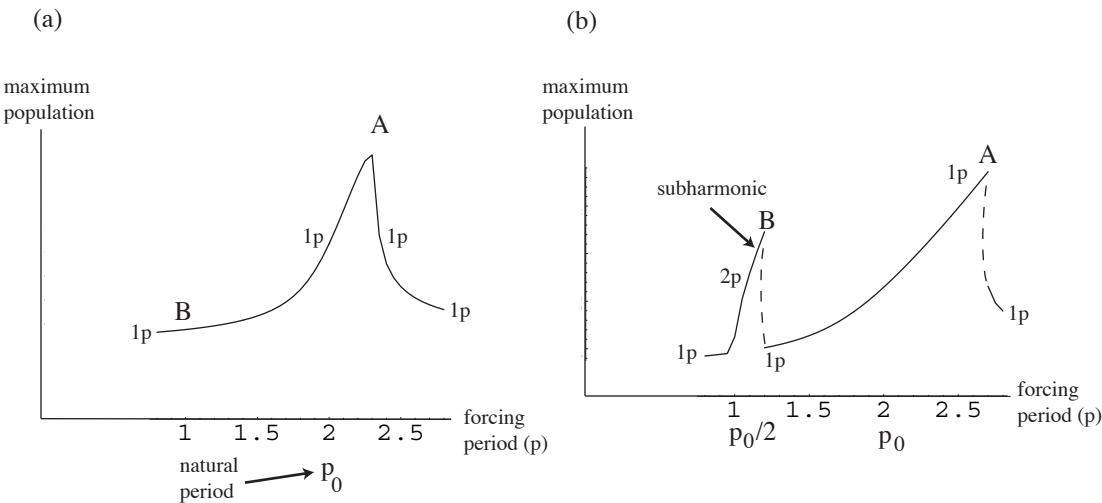 (a)
maximum
population
A
1p
1p
B
1p
1p
1
1.5
2
2.5
forcing
period (p)
natural
period
p0
(b)
maximum
population
A
1p
subharmonic
B
2p
1p
1p
1p
1
1.5
2
2.5
forcing
period (p)
p0/2
p0